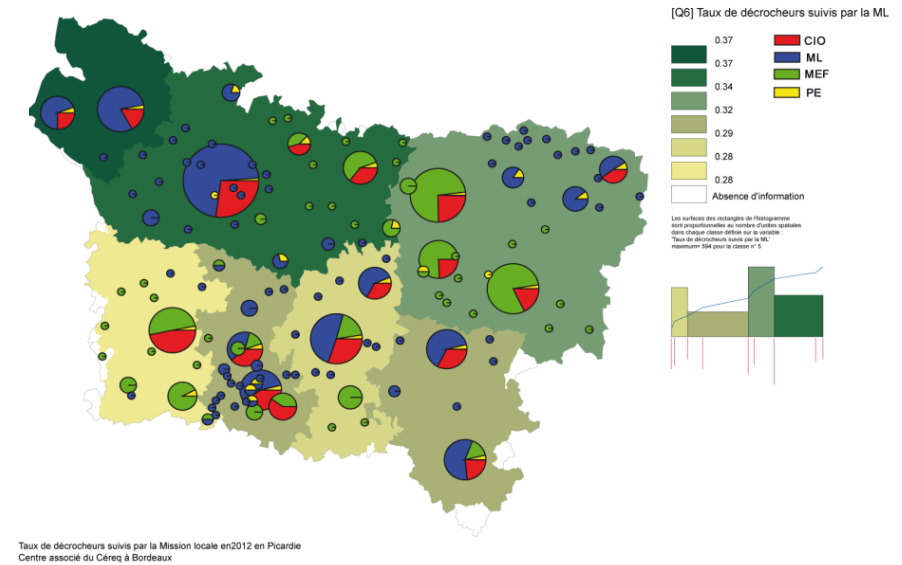 [Q6] Taux de décrocheurs suivis par la ML
0.37
0.37
0.34
0.32
0.29
0.28
0.28
Absence d'information
CIO
ML
MEF
PE
Les surfaces des rectangles de l'histogramme
sont proportionnelles au nombre d'unites spatiales
dans chaque classe définie sur la variable :
'Taux de décrocheurs suivis par la ML'
maximum= 594 pour la classe n° 5
Taux de décrocheurs suivis par la Mission locale en2012 en Picardie
Centre associé du Céreq à Bordeaux